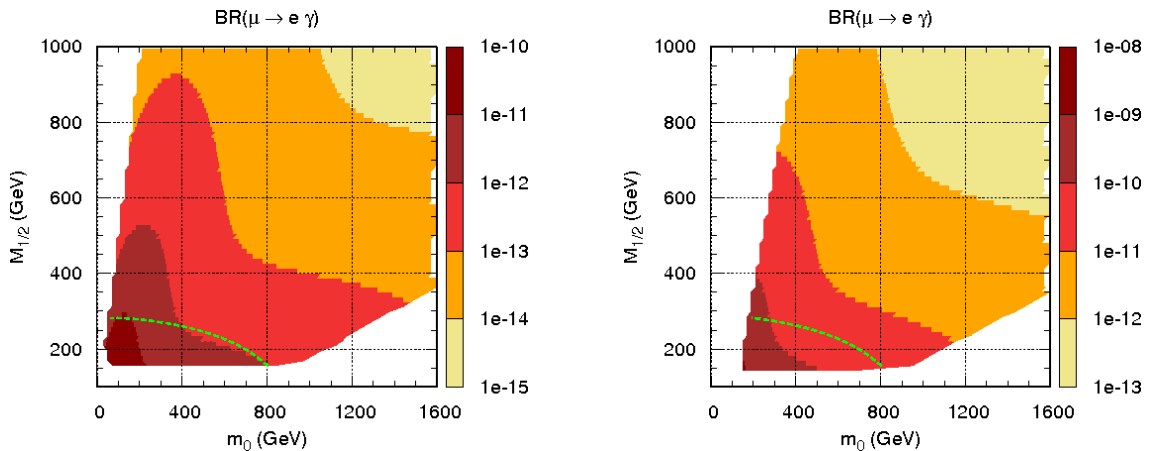 BR(μ → e γ)
1000
800
600
400
200
M1/2 (GeV)
0
400
800
1200
1600
m0 (GeV)
1e-10
1e-11
1e-12
1e-13
1e-14
1e-15
BR(μ → e γ)
1000
800
600
400
200
M1/2 (GeV)
0
400
800
1200
1600
m0 (GeV)
1e-08
1e-09
1e-10
1e-11
1e-12
1e-13